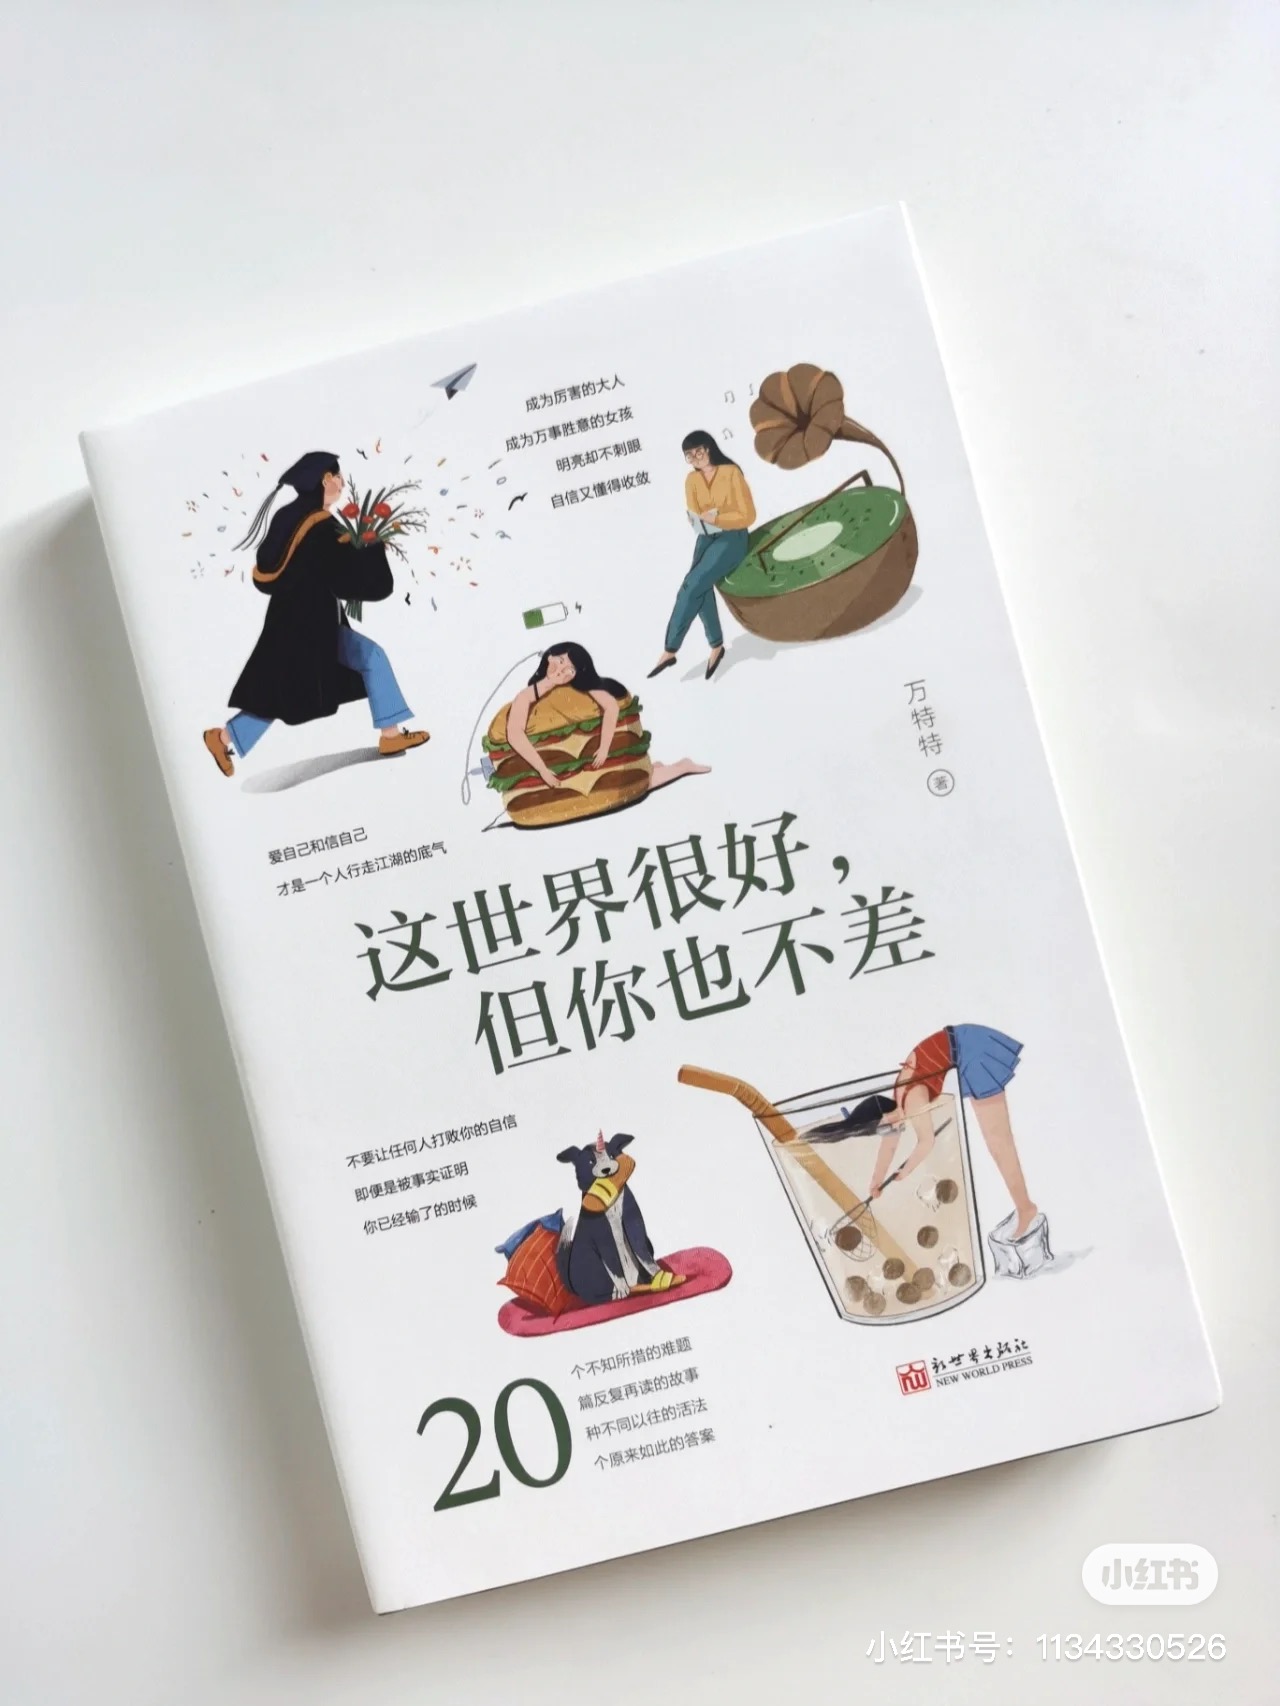 成为厉害的大人
成为万事胜意的女孩
明亮却不刺眼
自信又懂得收敛
万特特
著
爱自己和信自己
才是一个人行走江湖的底气
这世界很好，
但你也不差
不要让任何人打败你的自信
即便是被事实证明
你已经输了的时候
20
个不知所措的难题
篇反复再读的故事
种不同以往的活法
个原来如此的答案
新世界出版社
NEW WORLD PRESS
小红书
小红书号：1134330526